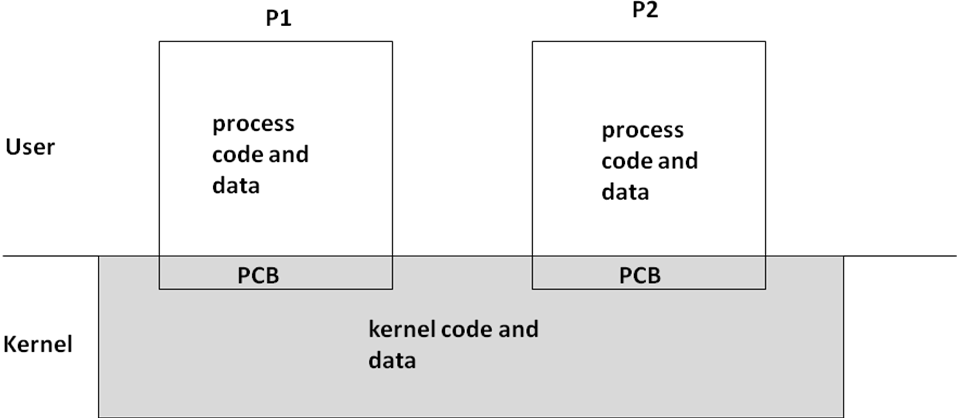 P1
P2
User
process
code and
data
process
code and
data
PCB
PCB
Kernel
kernel code and
data